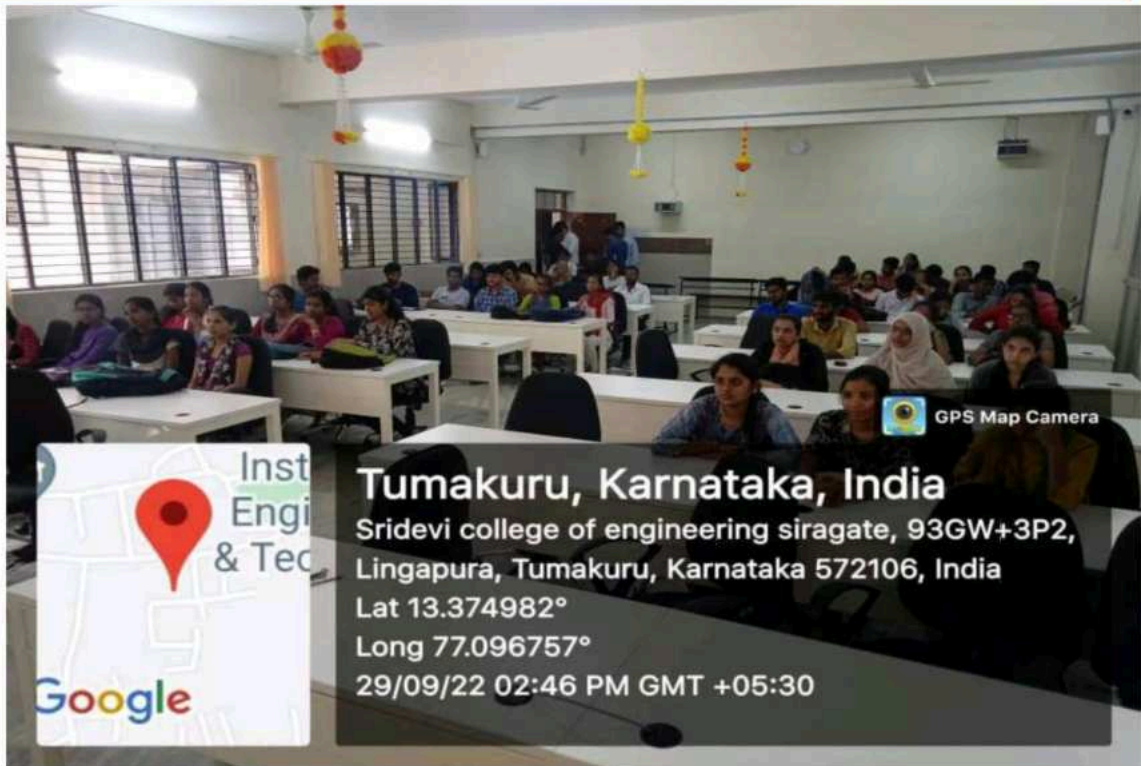 GPS Map Camera
Tumakuru, Karnataka, India
Sridevi college of engineering siragate, 93GW+3P2,
Lingapura, Tumakuru, Karnataka 572106, India
Lat 13.374982°
Long 77.096757°
29/09/22 02:46 PM GMT +05:30
Inst
Engi
& Tec
Google